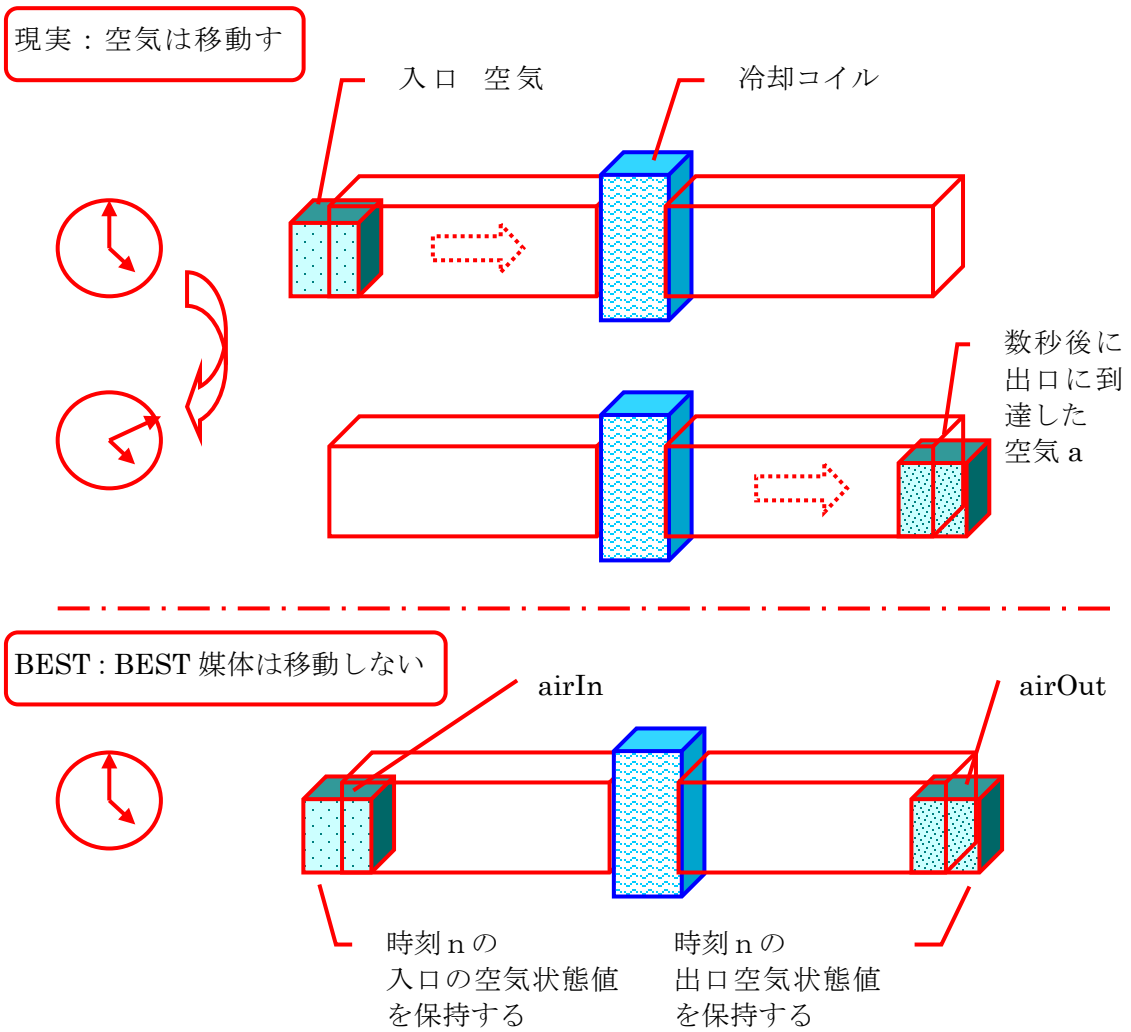 現実：空気は移動す
入口 空気
冷却コイル
数秒後に
出口に到
達した
空気 a
BEST : BEST 媒体は移動しない
airIn
airOut
時刻 n の
入口の空気状態値
を保持する
時刻 n の
出口空気状態値
を保持する